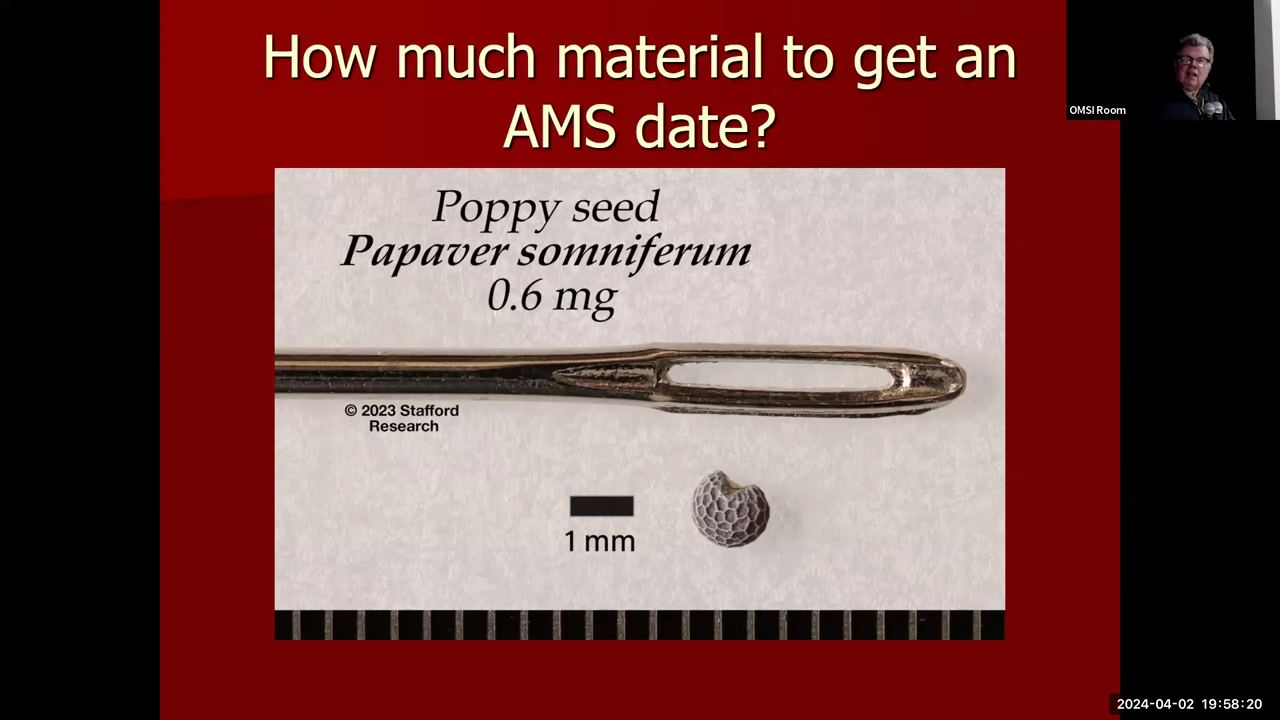 How much material to get an
AMS date?
OMSI Room
Poppy seed
Papaver somniferum
0.6 mg
© 2023 Stafford
Research
1 mm
2024-04-02 19:58:20